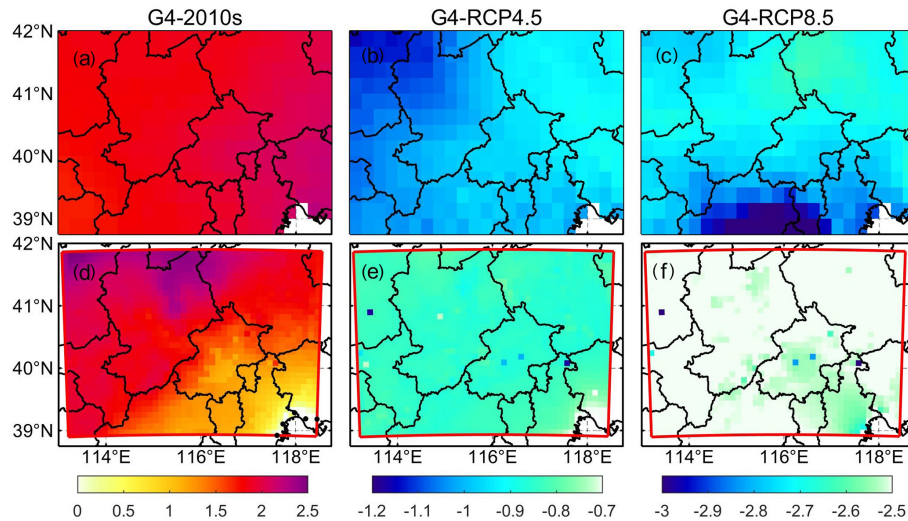 G4-2010s G4-RCP4.5 G4-RCP8.5
42°N
(a) (b) (c)
41°N
40°N
39°N
42°N
(d) (e) (f)
41°N
40°N
39°N
114°E 116°E 118°E 114°E 116°E 118°E 114°E 116°E 118°E
0 0.5 1 1.5 2 2.5 -1.2 -1.1 -1 -0.9 -0.8 -0.7 -3 -2.9 -2.8 -2.7 -2.6 -2.5